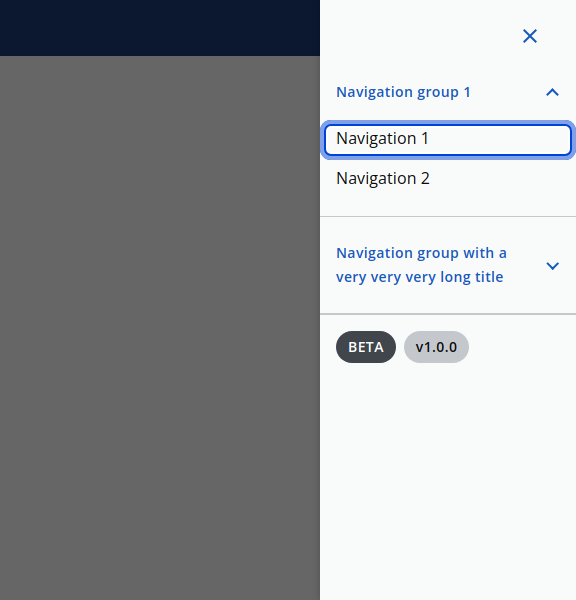 Navigation group 1
Navigation 1
Navigation 2
Navigation group with a
very very very long title
BETA v1.0.0